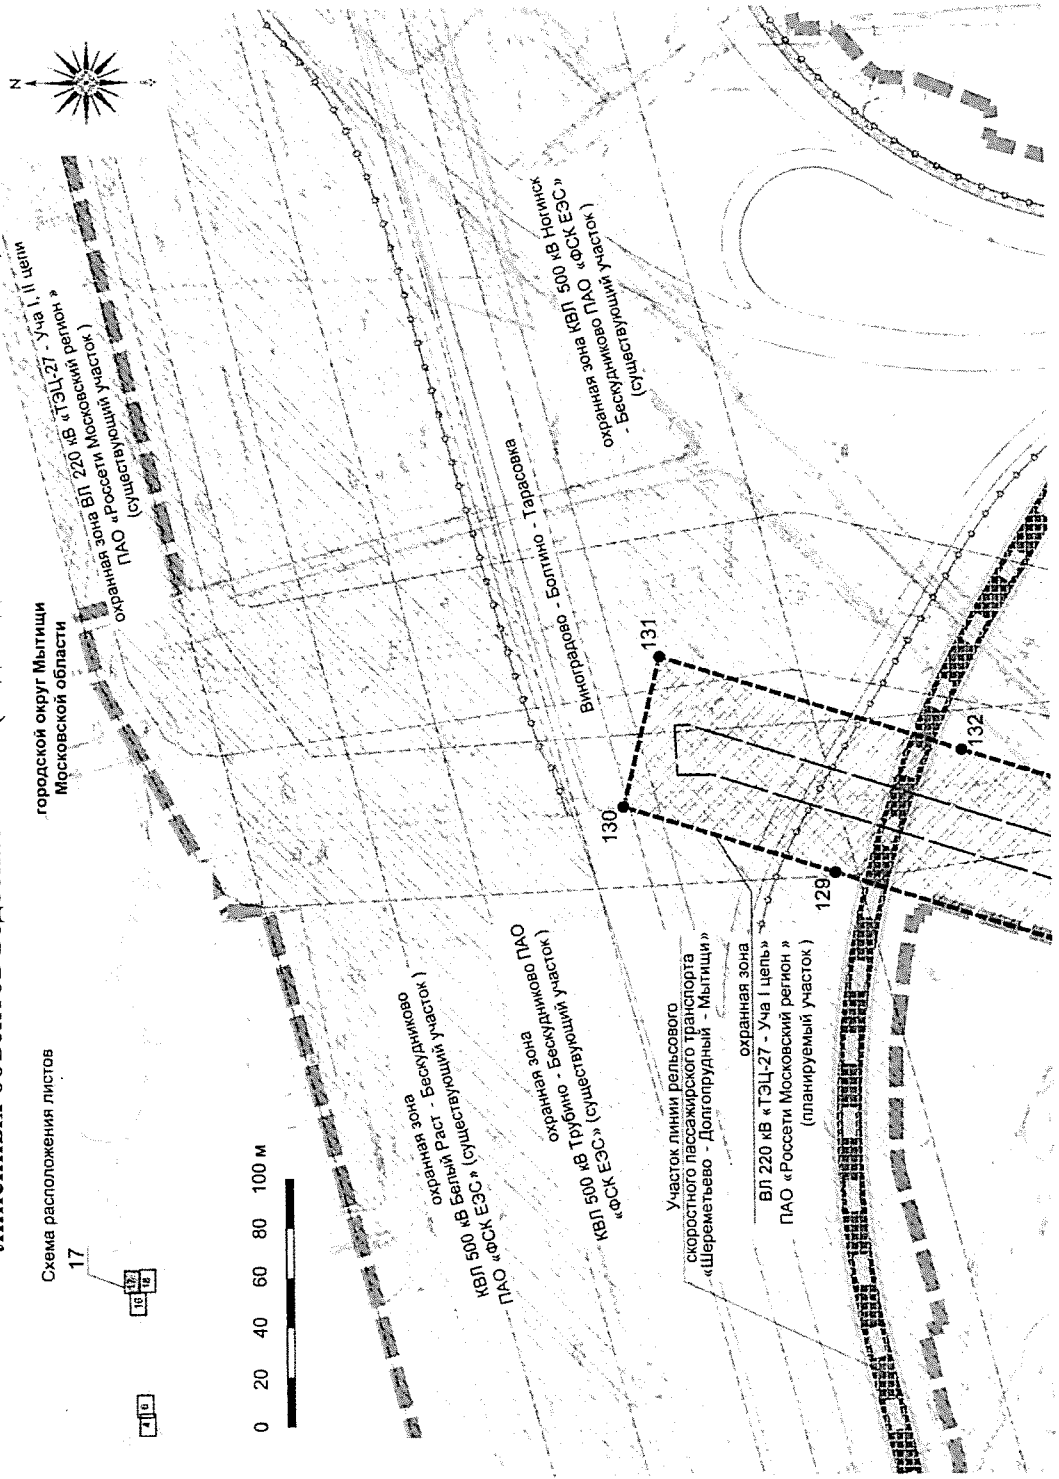 Схема расположения листов
17
4 6
16
17
18
0 20 40 60 80 100 м
N
городской округ Мытищи
Московской области
охранная зона ВЛ 220 кВ «ТЭЦ-27 - Уча I, II цепи
ПАО «Россети Московский регион »
(существующий участок )
охранная зона
КВЛ 500 кВ Белый Раст - Бескудниково
ПАО «ФСК ЕЭС» (существующий участок )
охранная зона
КВЛ 500 кВ Трубино - Бескудниково ПАО
«ФСК ЕЭС» (существующий участок )
Виноградово - Болтино - Тарасовка
охранная зона КВЛ 500 кВ Ногинск
- Бескудниково ПАО «ФСК ЕЭС»
(существующий участок )
Участок линии рельсового
скоростного пассажирского транспорта
«Шереметьево - Долгопрудный - Мытищи»
охранная зона
ВЛ 220 кВ «ТЭЦ-27 - Уча I цепь»
ПАО «Россети Московский регион »
(планируемый участок )
129
130
131
132